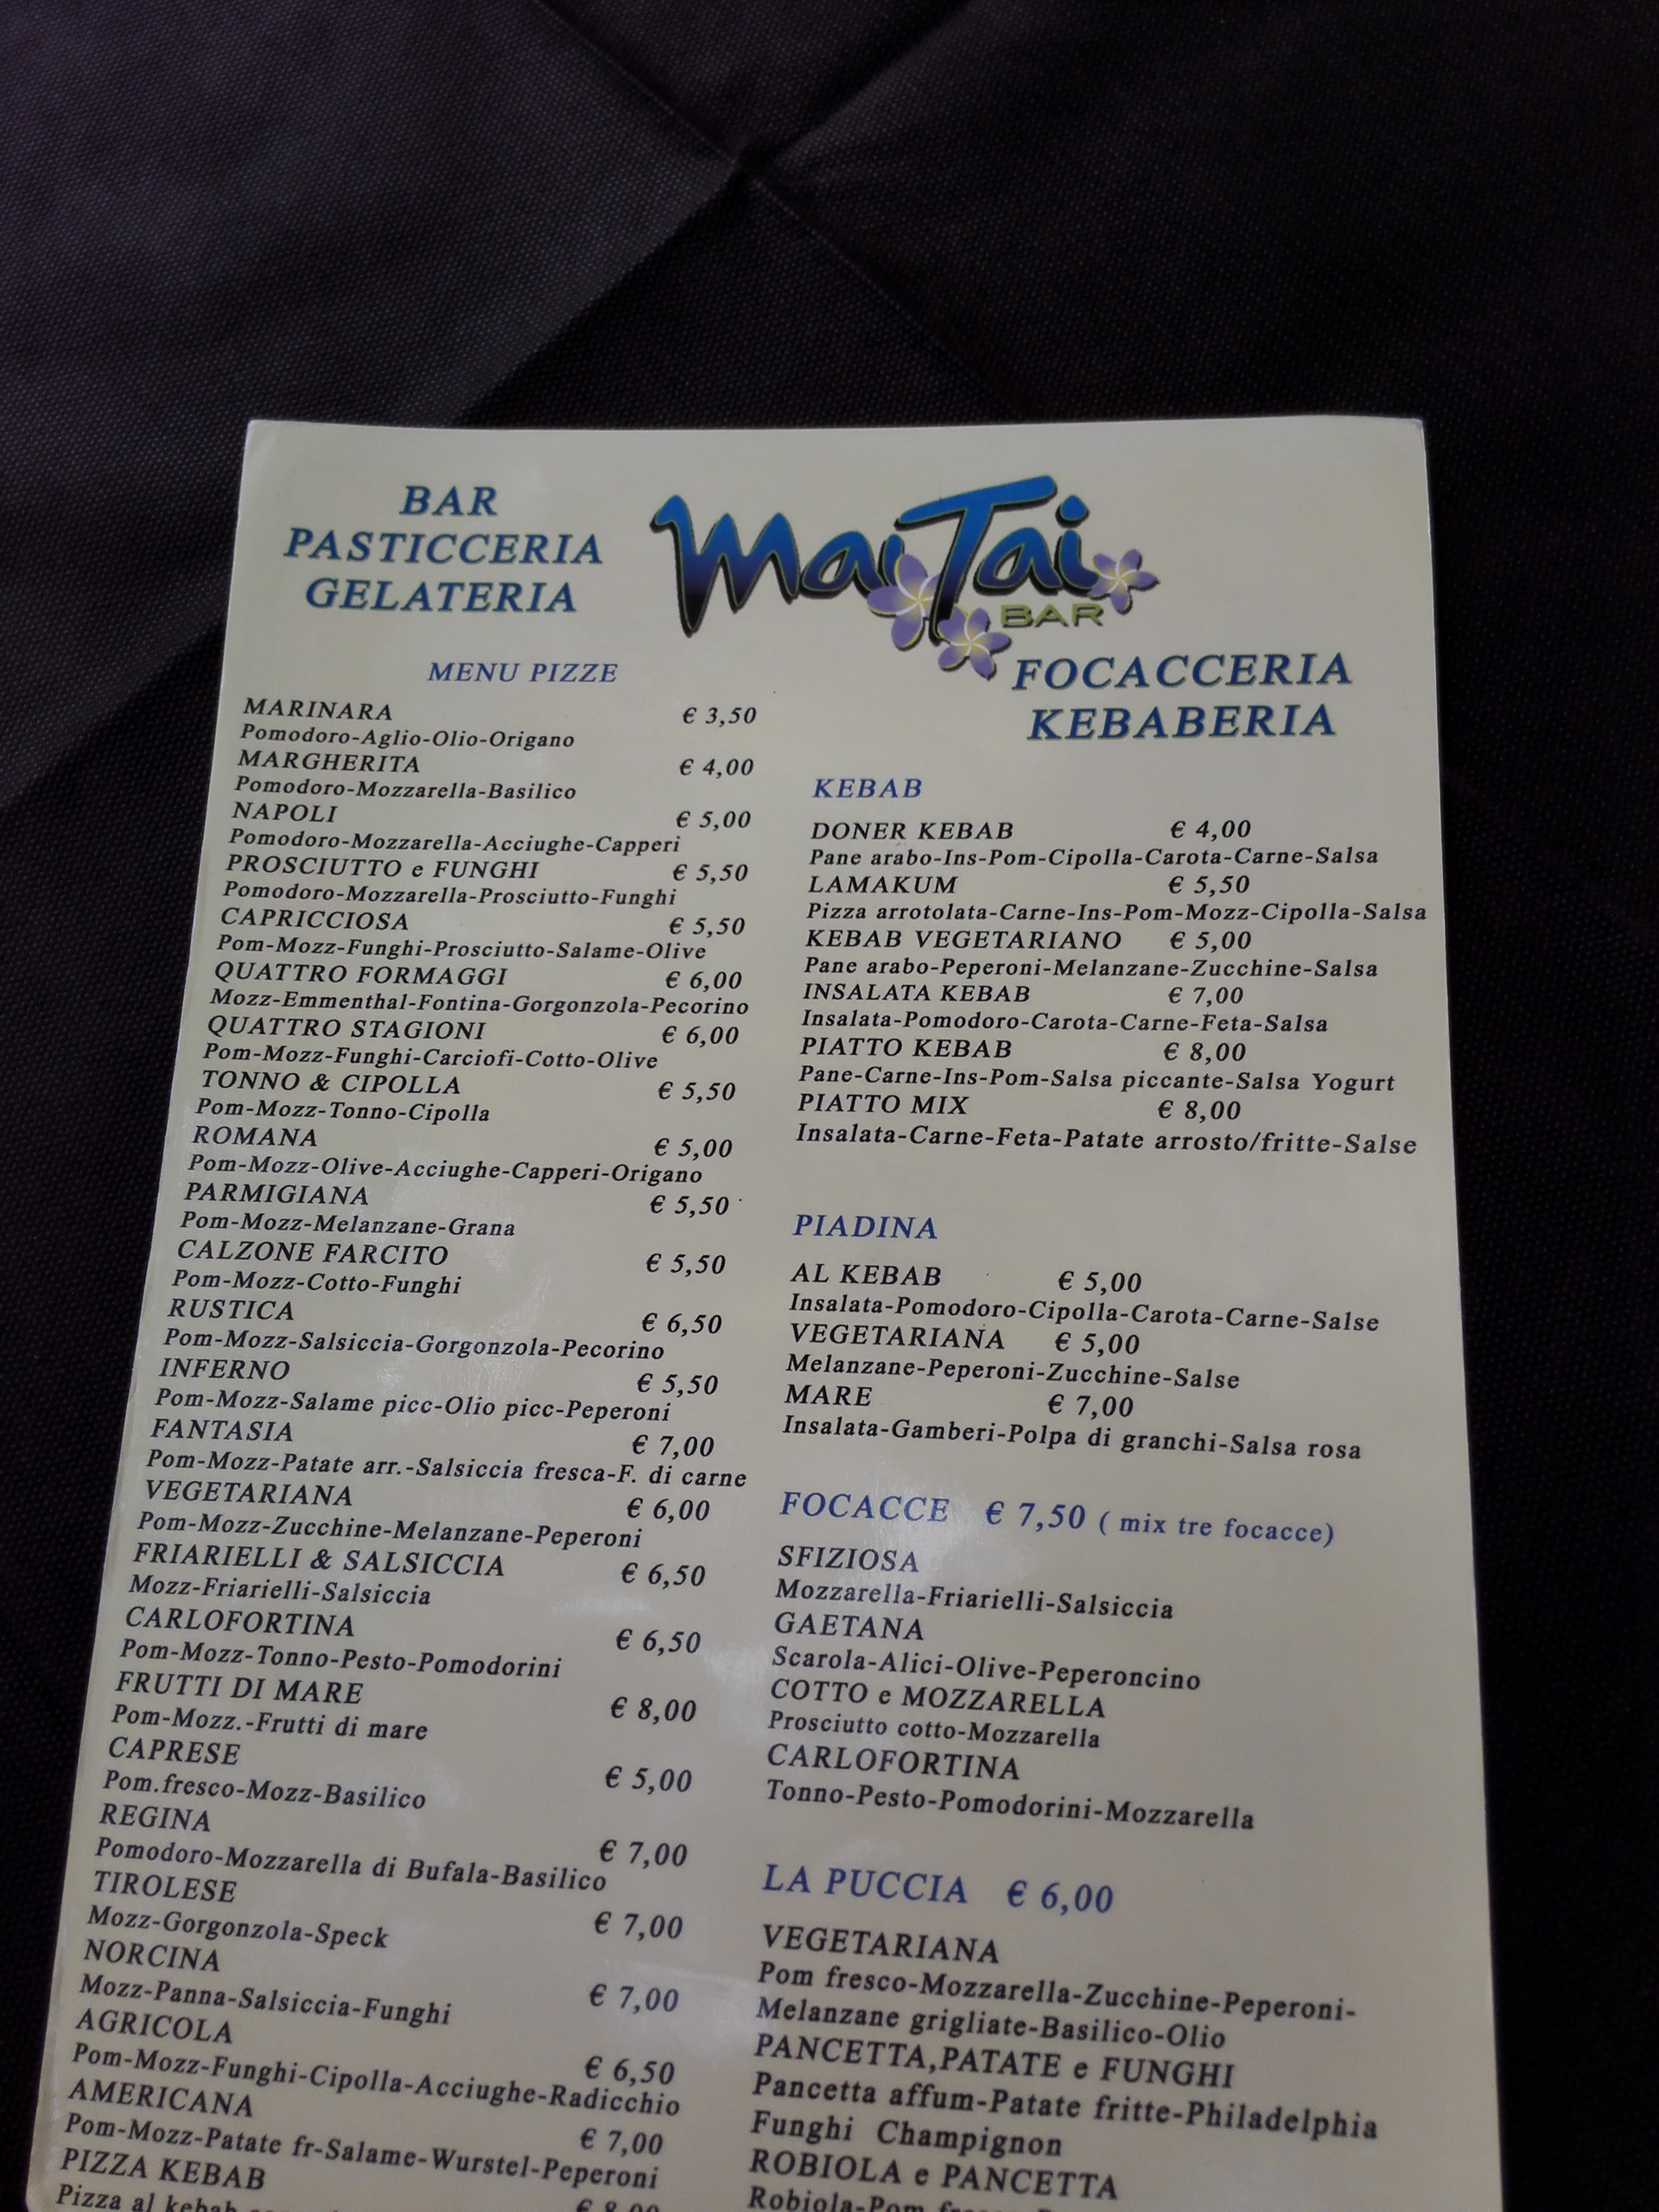 BAR
PASTICCERIA
GELATERIA
MaiTai
BAR
FOCACCERIA
KEBABERIA
MENU PIZZE
MARINARA € 3,50
Pomodoro-Aglio-Olio-Origano
MARGHERITA € 4,00
Pomodoro-Mozzarella-Basilico
NAPOLI € 5,00
Pomodoro-Mozzarella-Acciughe-Capperi
PROSCIUTTO e FUNGHI € 5,50
Pomodoro-Mozzarella-Prosciutto-Funghi
CAPRICCIOSA € 5,50
Pom-Mozz-Funghi-Prosciutto-Salame-Olive
QUATTRO FORMAGGI € 6,00
Mozz-Emmenthal-Fontina-Gorgonzola-Pecorino
QUATTRO STAGIONI € 6,00
Pom-Mozz-Funghi-Carciofi-Cotto-Olive
TONNO & CIPOLLA € 5,50
Pom-Mozz-Tonno-Cipolla
ROMANA € 5,00
Pom-Mozz-Olive-Acciughe-Capperi-Origano
PARMIGIANA € 5,50
Pom-Mozz-Melanzane-Grana
CALZONE FARCITO € 5,50
Pom-Mozz-Cotto-Funghi
RUSTICA € 6,50
Pom-Mozz-Salsiccia-Gorgonzola-Pecorino
INFERNO € 5,50
Pom-Mozz-Salame picc-Olio picc-Peperoni
FANTASIA € 7,00
Pom-Mozz-Patate arr.-Salsiccia fresca-F. di carne
VEGETARIANA € 6,00
Pom-Mozz-Zucchine-Melanzane-Peperoni
FRIARIELLI & SALSICCIA € 6,50
Mozz-Friarielli-Salsiccia
CARLOFORTINA € 6,50
Pom-Mozz-Tonno-Pesto-Pomodorini
FRUTTI DI MARE € 8,00
Pom-Mozz.-Frutti di mare
CAPRESE € 5,00
Pom.fresco-Mozz-Basilico
REGINA € 7,00
Pomodoro-Mozzarella di Bufala-Basilico
TIROLESE € 7,00
Mozz-Gorgonzola-Speck
NORCINA € 7,00
Mozz-Panna-Salsiccia-Funghi
AGRICOLA € 6,50
Pom-Mozz-Funghi-Cipolla-Acciughe-Radicchio
AMERICANA € 7,00
Pom-Mozz-Patate fr-Salame-Wurstel-Peperoni
PIZZA KEBAB € 8,00
Pizza al kebab
KEBAB
DONER KEBAB € 4,00
Pane arabo-Ins-Pom-Cipolla-Carota-Carne-Salsa
LAMAKUM € 5,50
Pizza arrotolata-Carne-Ins-Pom-Mozz-Cipolla-Salsa
KEBAB VEGETARIANO € 5,00
Pane arabo-Peperoni-Melanzane-Zucchine-Salsa
INSALATA KEBAB € 7,00
Insalata-Pomodoro-Carota-Carne-Feta-Salsa
PIATTO KEBAB € 8,00
Pane-Carne-Ins-Pom-Salsa piccante-Salsa Yogurt
PIATTO MIX € 8,00
Insalata-Carne-Feta-Patate arrosto/fritte-Salse
PIADINA
AL KEBAB € 5,00
Insalata-Pomodoro-Cipolla-Carota-Carne-Salse
VEGETARIANA € 5,00
Melanzane-Peperoni-Zucchine-Salse
MARE € 7,00
Insalata-Gamberi-Polpa di granchi-Salsa rosa
FOCACCE € 7,50 ( mix tre focacce)
SFIZIOSA
Mozzarella-Friarielli-Salsiccia
GAETANA
Scarola-Alici-Olive-Peperoncino
COTTO e MOZZARELLA
Prosciutto cotto-Mozzarella
CARLOFORTINA
Tonno-Pesto-Pomodorini-Mozzarella
LA PUCCIA € 6,00
VEGETARIANA
Pom fresco-Mozzarella-Zucchine-Peperoni-
Melanzane grigliate-Basilico-Olio
PANCETTA,PATATE e FUNGHI
Pancetta affum-Patate fritte-Philadelphia
Funghi Champignon
ROBIOLA e PANCETTA
Robiola-Pom